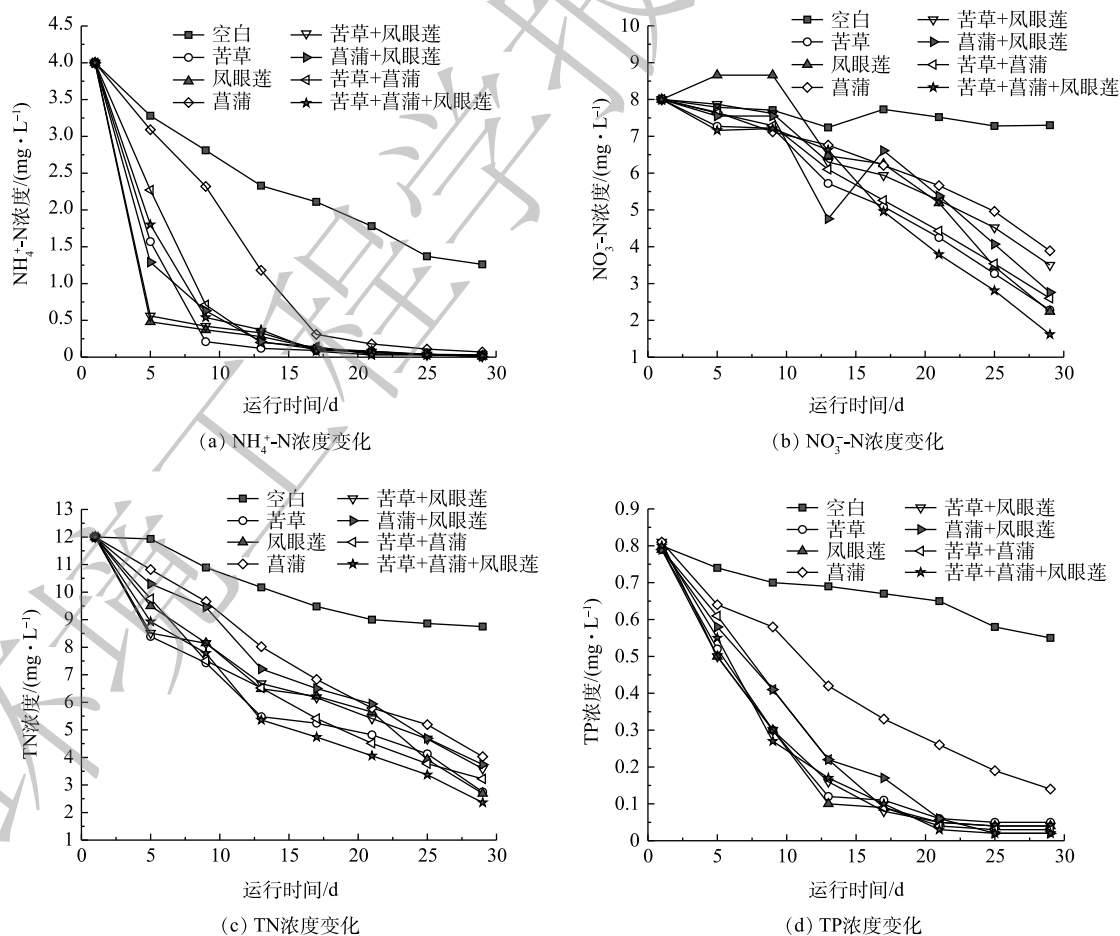 4.5
4.0
3.5
3.0
2.5
2.0
1.5
1.0
0.5
0
NH₄⁺-N浓度/(mg·L⁻¹)
空白
苦草
凤眼莲
菖蒲
苦草+凤眼莲
菖蒲+凤眼莲
苦草+菖蒲
苦草+菖蒲+凤眼莲
0 5 10 15 20 25 30
运行时间/d
(a) NH₄⁺-N浓度变化
10
9
8
7
6
5
4
3
2
1
NO₃⁻-N浓度/(mg·L⁻¹)
空白
苦草
凤眼莲
菖蒲
苦草+凤眼莲
菖蒲+凤眼莲
苦草+菖蒲
苦草+菖蒲+凤眼莲
0 5 10 15 20 25 30
运行时间/d
(b) NO₃⁻-N浓度变化
13
12
11
10
9
8
7
6
5
4
3
2
1
TN浓度/(mg·L⁻¹)
空白
苦草
凤眼莲
菖蒲
苦草+凤眼莲
菖蒲+凤眼莲
苦草+菖蒲
苦草+菖蒲+凤眼莲
0 5 10 15 20 25 30
运行时间/d
(c) TN浓度变化
0.9
0.8
0.7
0.6
0.5
0.4
0.3
0.2
0.1
0
TP浓度/(mg·L⁻¹)
空白
苦草
凤眼莲
菖蒲
苦草+凤眼莲
菖蒲+凤眼莲
苦草+菖蒲
苦草+菖蒲+凤眼莲
0 5 10 15 20 25 30
运行时间/d
(d) TP浓度变化
环境工程学报